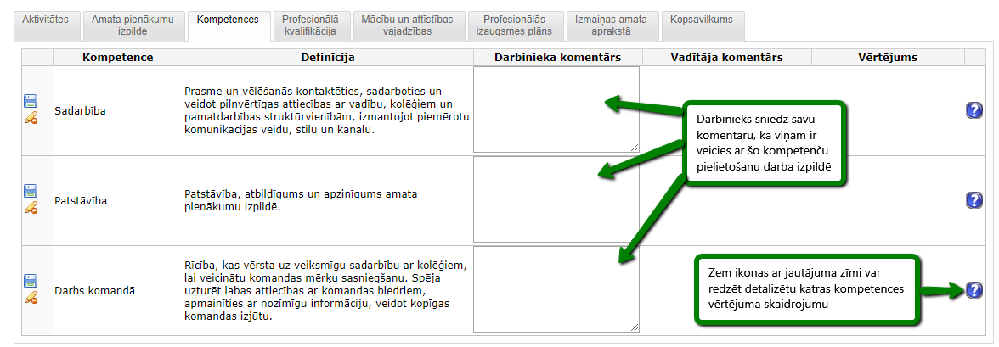 Aktivitātes
Amata pienākumu
izpilde
Kompetences
Profesionālā
kvalifikācija
Mācību un attīstības
vajadzības
Profesionālās
izaugsmes plāns
Izmaiņas amata
aprakstā
Kopsavilkums
Kompetence
Definīcija
Darbinieka komentārs
Vadītāja komentārs
Vērtējums
Sadarbība
Prasme un vēlēšanās kontaktēties, sadarboties un
veidot pilnvērtīgas attiecības ar vadību, kolēģiem un
pamatdarbības struktūrvienībām, izmantojot piemērotu
komunikācijas veidu, stilu un kanālu.
Darbinieks sniedz savu
komentāru, kā viņam ir
veicies ar šo kompetenču
pielietošanu darba izpildē
?
Patstāvība
Patstāvība, atbildīgums un apzinīgums amata
pienākumu izpildē.
?
Darbs komandā
Rīcība, kas vērsta uz veiksmīgu sadarbību ar kolēģiem,
lai veicinātu komandas mērķu sasniegšanu. Spēja
uzturēt labas attiecības ar komandas biedriem,
apmainīties ar nozīmīgu informāciju, veidot kopīgas
komandas izjūtu.
Zem ikonas ar jautājuma zīmi var
redzēt detalizētu katras kompetences
vērtējuma skaidrojumu
?